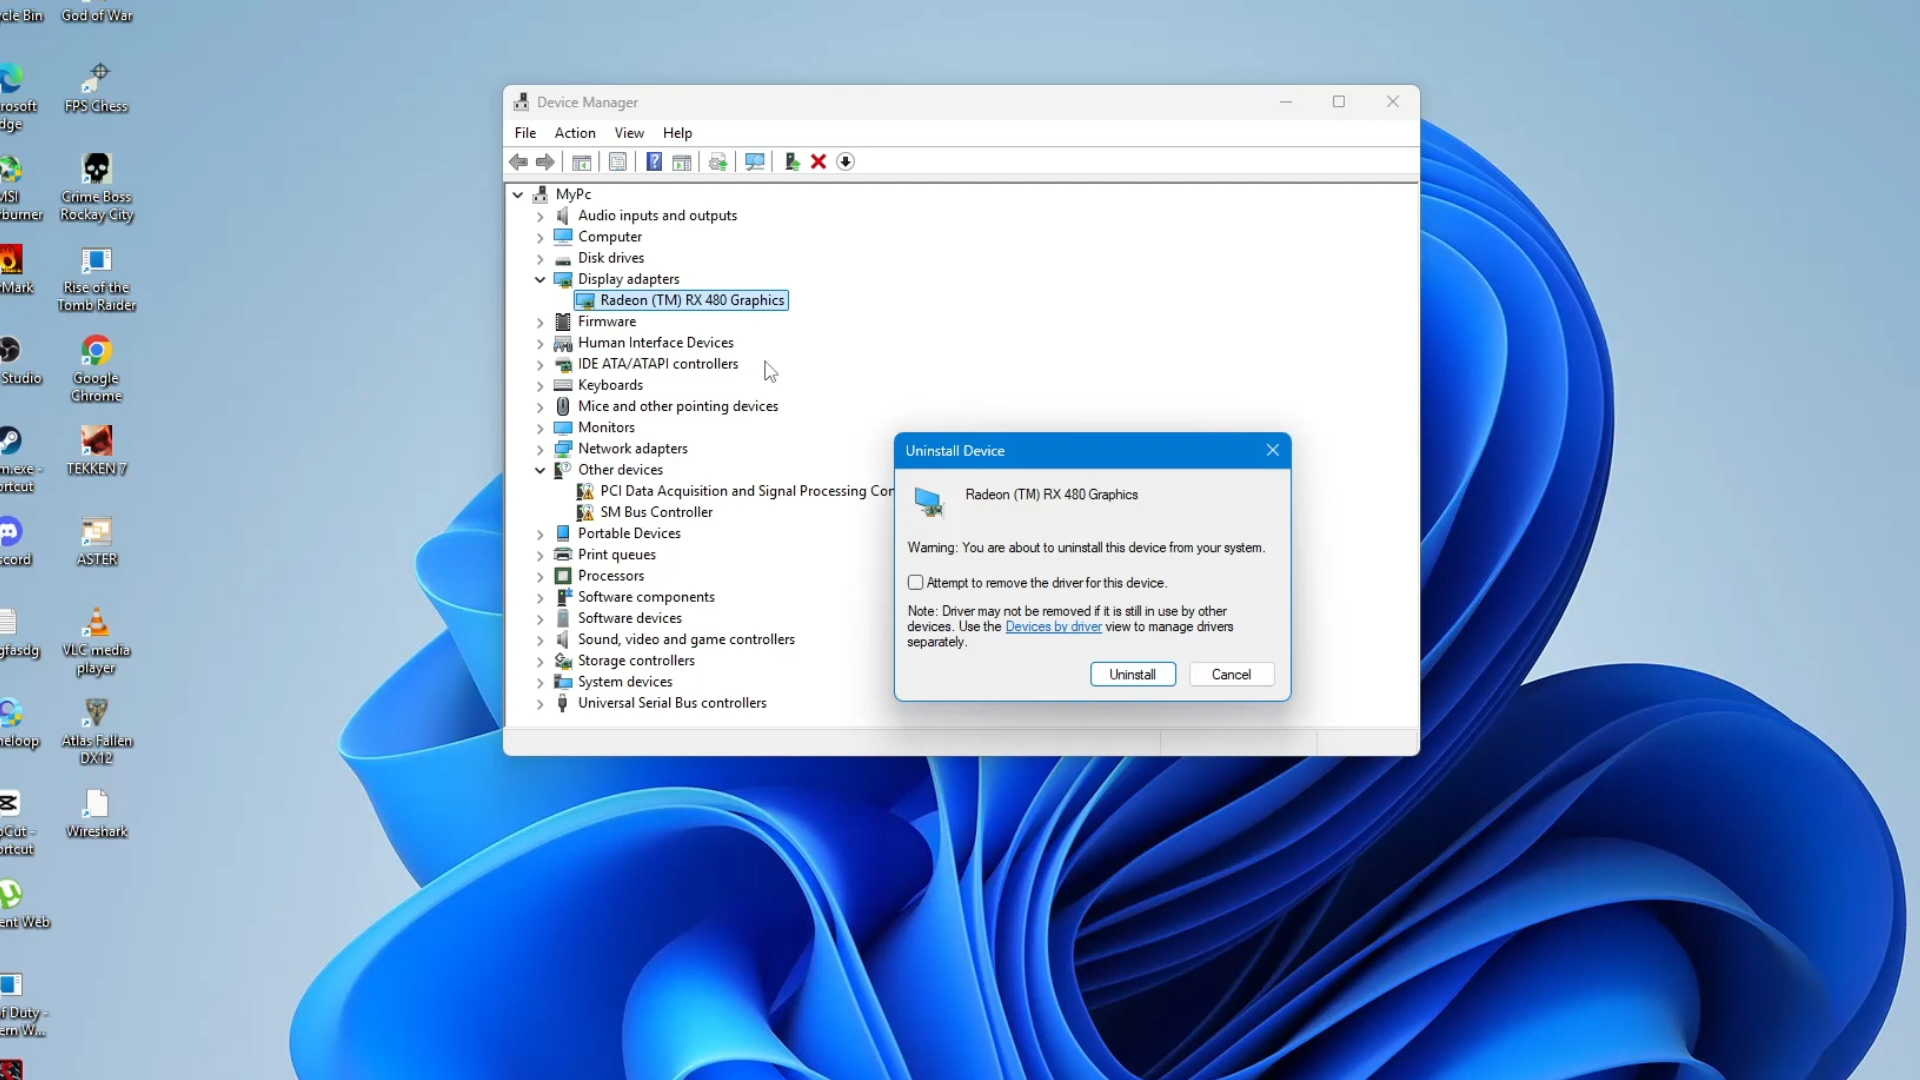 cle Bin
God of War
rosoft
dge
FPS Chess
MSI
rburner
Crime Boss
Rockay City
rMark
Rise of the
Tomb Raider
Studio
Google
Chrome
m.exe -
ortcut
TEKKEN 7
scord
ASTER
gfasdg
VLC media
player
neloop
Atlas Fallen
DX12
pCut -
ortcut
Wireshark
ent Web
f Duty -
ern W...
Device Manager
File Action View Help
MyPc
Audio inputs and outputs
Computer
Disk drives
Display adapters
Radeon (TM) RX 480 Graphics
Firmware
Human Interface Devices
IDE ATA/ATAPI controllers
Keyboards
Mice and other pointing devices
Monitors
Network adapters
Other devices
PCI Data Acquisition and Signal Processing Con
SM Bus Controller
Portable Devices
Print queues
Processors
Software components
Software devices
Sound, video and game controllers
Storage controllers
System devices
Universal Serial Bus controllers
Uninstall Device
Radeon (TM) RX 480 Graphics
Warning: You are about to uninstall this device from your system.
Attempt to remove the driver for this device.
Note: Driver may not be removed if it is still in use by other
devices. Use the Devices by driver view to manage drivers
separately.
Uninstall Cancel